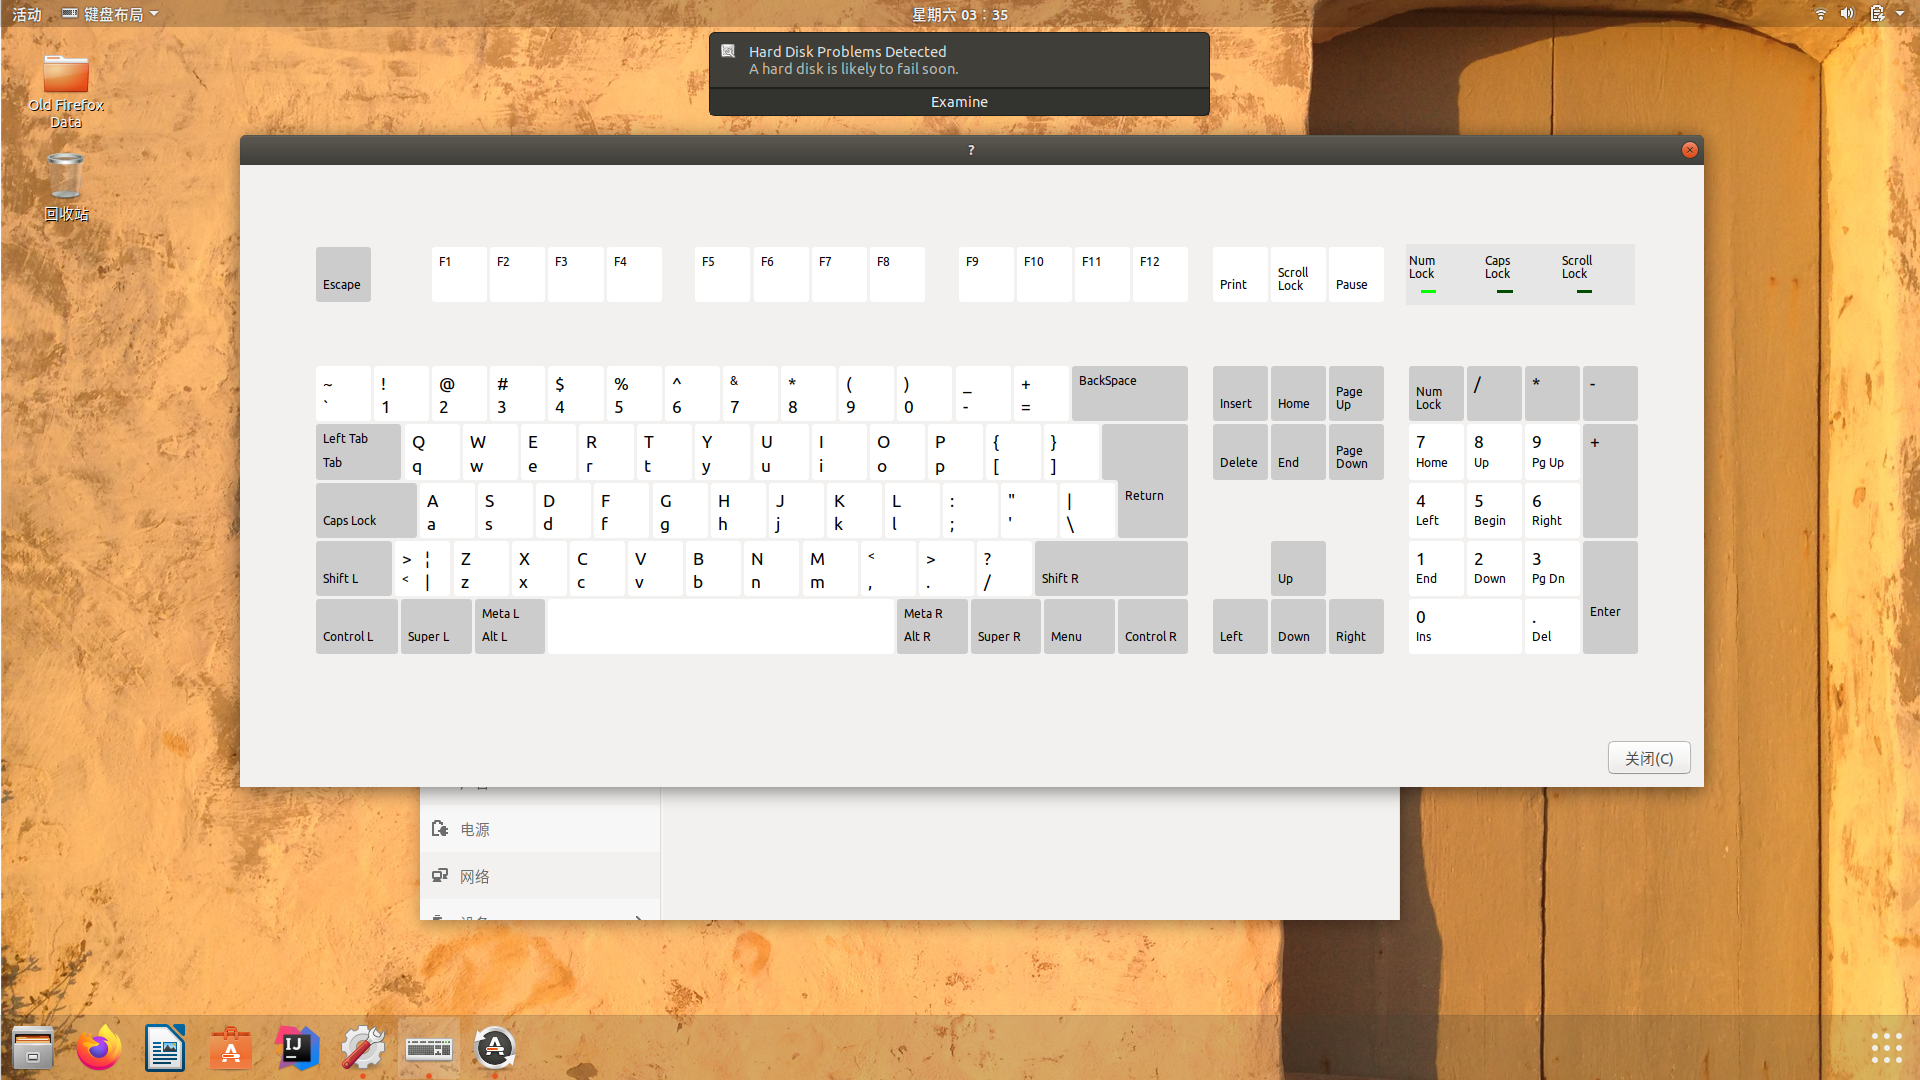 活动
键盘布局
星期六 03：35
Hard Disk Problems Detected
A hard disk is likely to fail soon.
Examine
Old Firefox
Data
回收站
?
Escape
F1 F2 F3 F4 F5 F6 F7 F8 F9 F10 F11 F12
Print
Scroll
Lock
Pause
Num
Lock
Caps
Lock
Scroll
Lock
~ ! @ # $ % ^ & * ( ) _ +
` 1 2 3 4 5 6 7 8 9 0 - =
BackSpace
Insert
Home
Page
Up
Num
Lock
/ * -
Left Tab
Tab
Q W E R T Y U I O P { }
q w e r t y u i o p [ ]
Return
Delete
End
Page
Down
7 8 9 +
Home Up Pg Up
Caps Lock
A S D F G H J K L : " |
a s d f g h j k l ; ' \
4 5 6
Left Begin Right
Shift L
> ¦ Z X C V B N M < > ?
< | z x c v b n m , . /
Shift R
Up
1 2 3
End Down Pg Dn
Enter
Control L
Super L
Meta L
Alt L
Meta R
Alt R
Super R
Menu
Control R
Left
Down
Right
0 .
Ins Del
关闭(C)
电源
网络